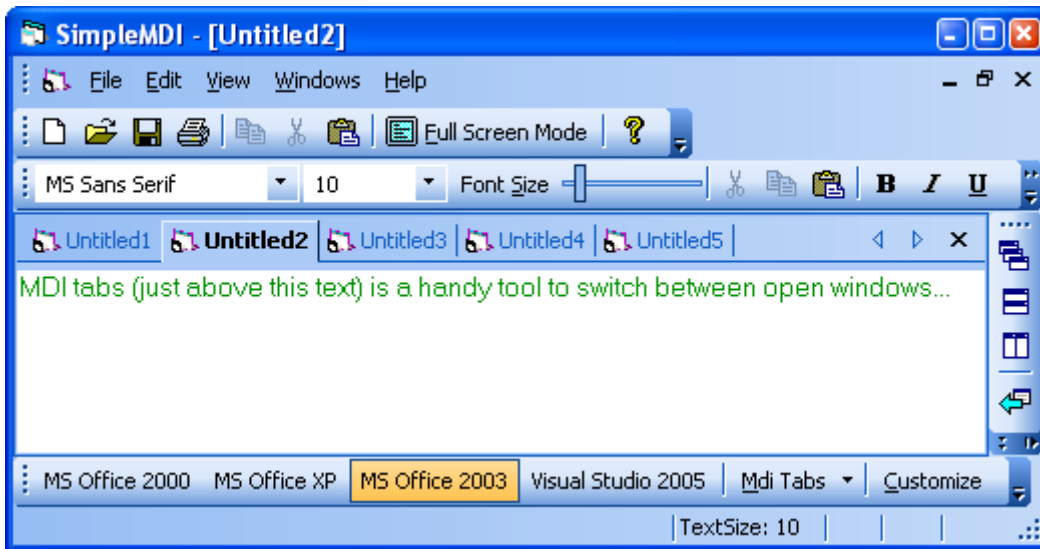 SimpleMDI - [Untitled2]
File Edit View Windows Help
Full Screen Mode
MS Sans Serif 10 Font Size B I U
Untitled1 Untitled2 Untitled3 Untitled4 Untitled5
MDI tabs (just above this text) is a handy tool to switch between open windows...
MS Office 2000 MS Office XP MS Office 2003 Visual Studio 2005 Mdi Tabs Customize
TextSize: 10